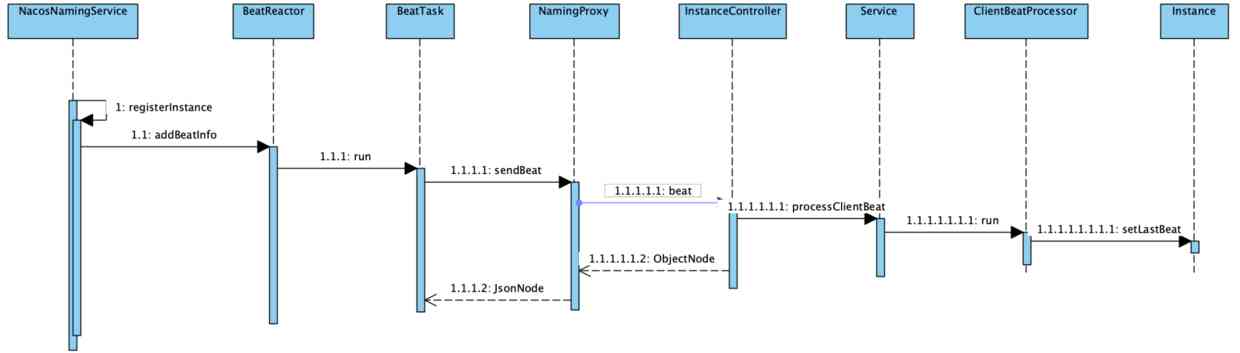 NacosNamingService
BeatReactor
BeatTask
NamingProxy
InstanceController
Service
ClientBeatProcessor
Instance
1: registerInstance
1.1: addBeatInfo
1.1.1: run
1.1.1.1: sendBeat
1.1.1.1.1: beat
1.1.1.1.1.1: processClientBeat
1.1.1.1.1.1.1: run
1.1.1.1.1.1.1.1: setLastBeat
1.1.1.1.1.2: ObjectNode
1.1.1.2: JsonNode